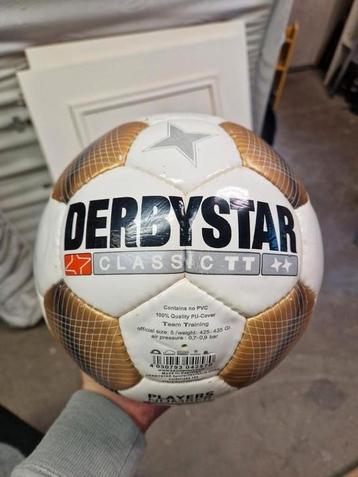 DERBYSTAR
CLASSIC TT
Contains no PVC
100% Quality PU-Cover
Team Training
official size: 5 /weight: 425- 435 Gr
air pressure : 0,7-0,9 bar
PLAYERS